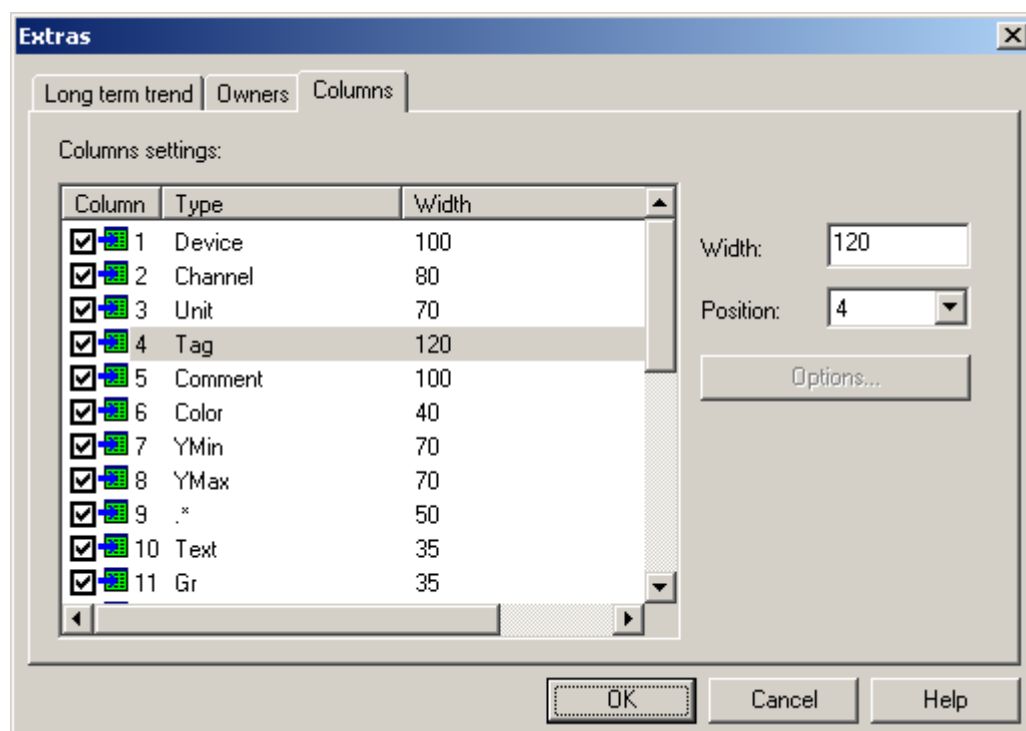 Extras
Long term trend Owners Columns
Columns settings:
Column Type Width
1 Device 100
2 Channel 80
3 Unit 70
4 Tag 120
5 Comment 100
6 Color 40
7 YMin 70
8 YMax 70
9 .* 50
10 Text 35
11 Gr 35
Width: 120
Position: 4
Options...
OK Cancel Help